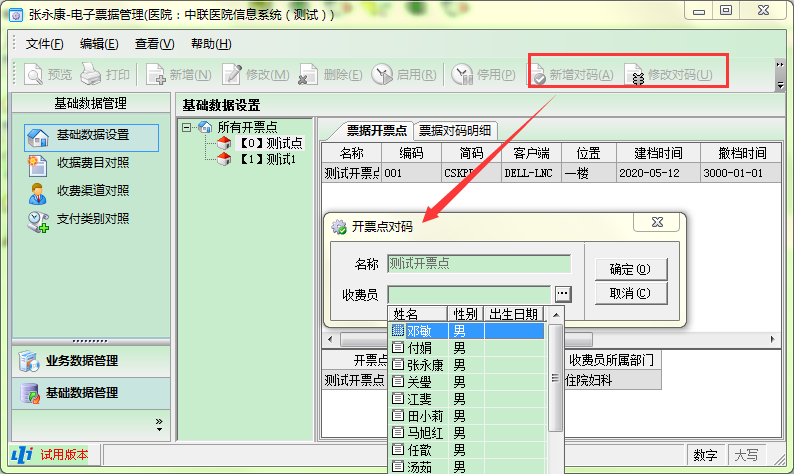 张永康-电子票据管理(医院：中联医院信息系统（测试）)
文件(F) 编辑(E) 查看(V) 帮助(H)
预览 打印 新增(N) 修改(M) 删除(E) 启用(R) 停用(P) 新增对码(A) 修改对码(U)
基础数据管理
基础数据设置
收据费目对照
收费渠道对照
支付类别对照
业务数据管理
基础数据管理
基础数据设置
所有开票点
【0】测试点
【1】测试1
票据开票点 票据对码明细
名称 编码 简码 客户端 位置 建档时间 撤档时间
测试开票点 001 CSKPD DELL-LNC 一楼 2020-05-12 3000-01-01
开票点对码
名称 测试开票点
收费员 ...
确定(O)
取消(C)
姓名 性别 出生日期
邓敏 男
付娟 男
张永康 男
关璺 男
江斐 男
田小莉 男
马旭红 男
任歆 男
汤茹 男
开票点 收费员所属部门
测试开票点 住院妇科
试用版本 数字 大写